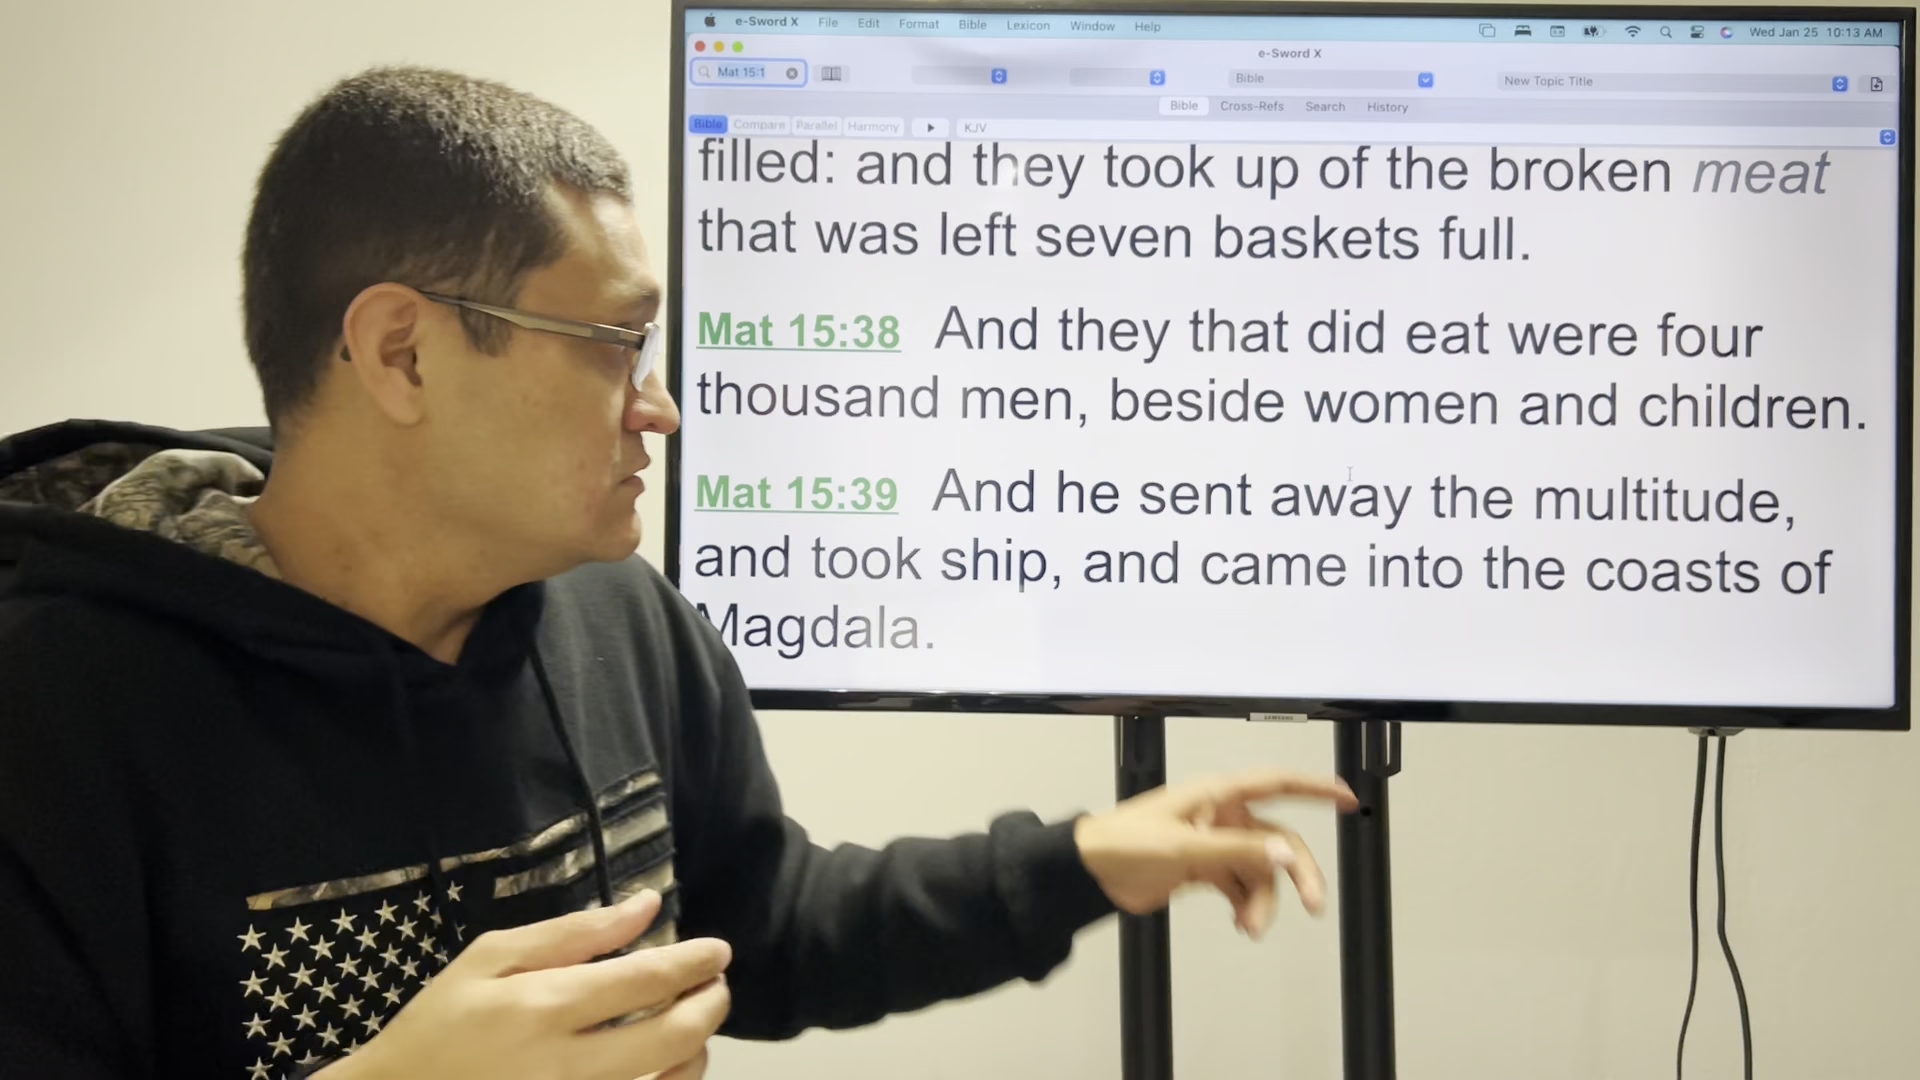 e-Sword X File Edit Format Bible Lexicon Window Help Wed Jan 25 10:13 AM
e-Sword X
Mat 15:1 Bible New Topic Title
Bible Cross-Refs Search History
Bible Compare Parallel Harmony KJV
filled: and they took up of the broken meat
that was left seven baskets full.
Mat 15:38 And they that did eat were four
thousand men, beside women and children.
Mat 15:39 And he sent away the multitude,
and took ship, and came into the coasts of
Magdala.
SAMSUNG